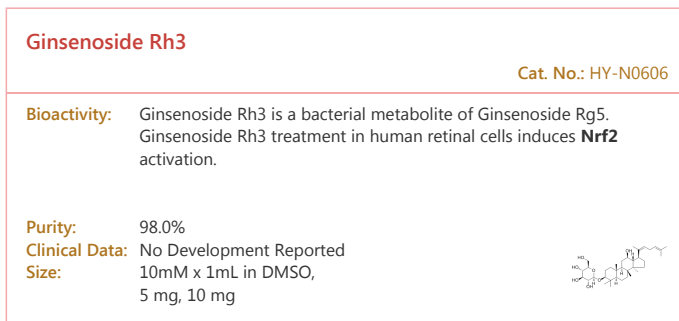 Ginsenoside Rh3
Cat. No.: HY-N0606
Bioactivity: Ginsenoside Rh3 is a bacterial metabolite of Ginsenoside Rg5.
Ginsenoside Rh3 treatment in human retinal cells induces Nrf2
activation.
Purity: 98.0%
Clinical Data: No Development Reported
Size: 10mM x 1mL in DMSO,
5 mg, 10 mg